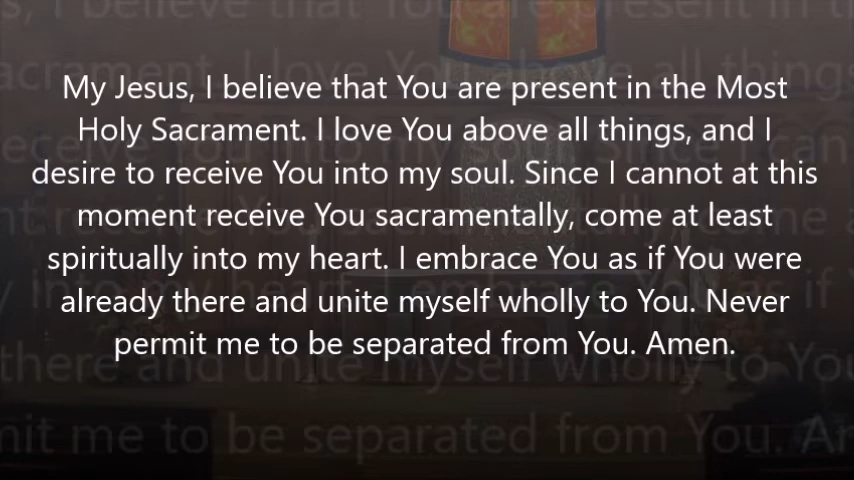 My Jesus, I believe that You are present in the Most
Holy Sacrament. I love You above all things, and I
desire to receive You into my soul. Since I cannot at this
moment receive You sacramentally, come at least
spiritually into my heart. I embrace You as if You were
already there and unite myself wholly to You. Never
permit me to be separated from You. Amen.